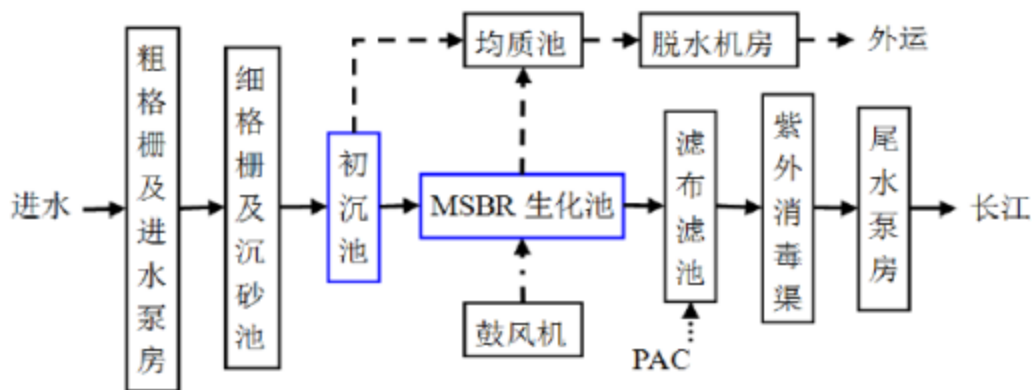 均质池
脱水机房
外运
进水
粗格栅及进水泵房
细格栅及沉砂池
初沉池
MSBR 生化池
滤布滤池
紫外消毒渠
尾水泵房
长江
鼓风机
PAC